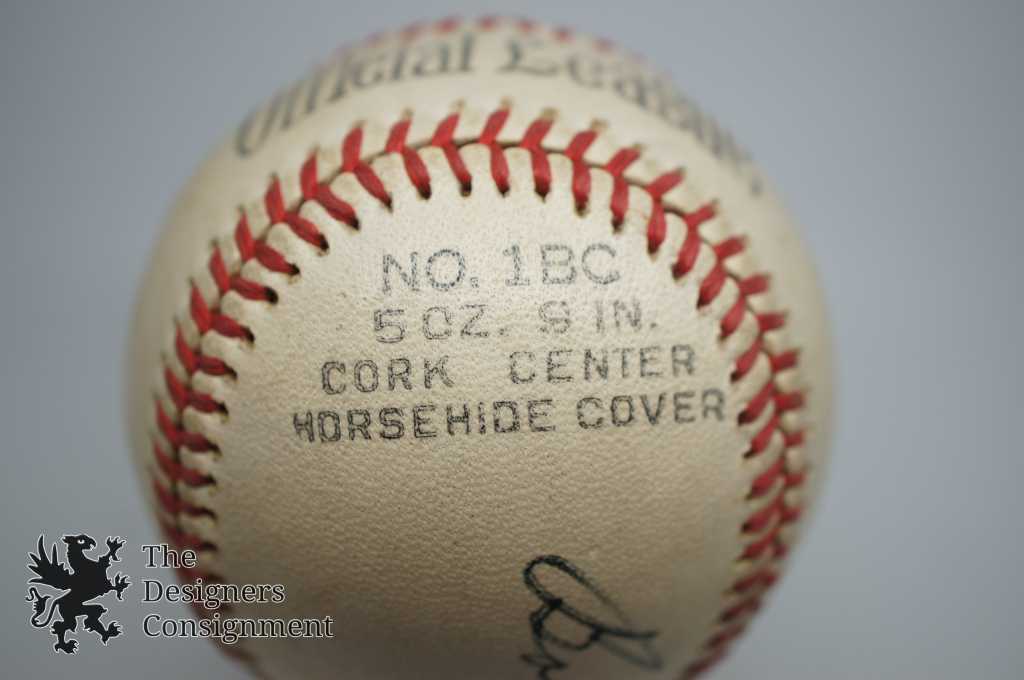 Official League
NO. 1BC
5 OZ. 9 IN.
CORK CENTER
HORSEHIDE COVER
The
Designers
Consignment